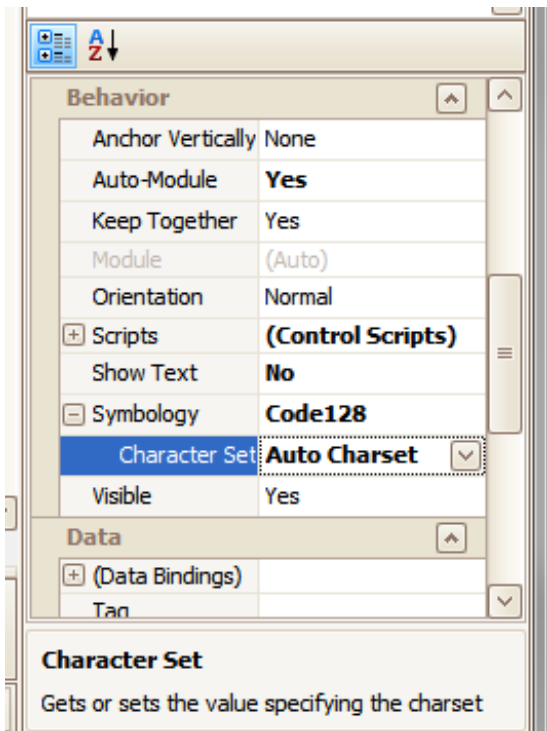 A
Z
Behavior
Anchor Vertically None
Auto-Module Yes
Keep Together Yes
Module (Auto)
Orientation Normal
Scripts (Control Scripts)
Show Text No
Symbology Code128
Character Set Auto Charset
Visible Yes
Data
(Data Bindings)
Tag
Character Set
Gets or sets the value specifying the charset